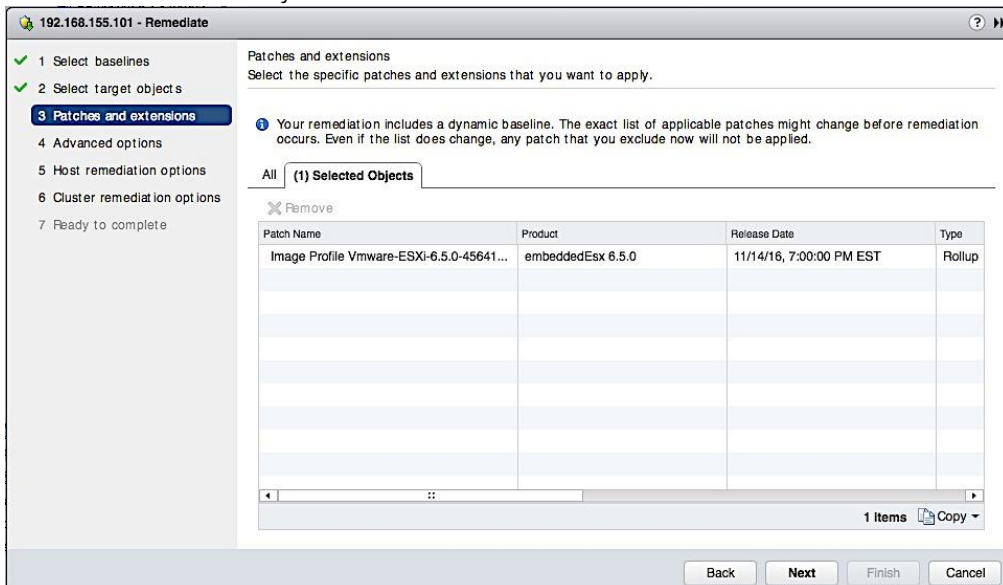 192.168.155.101 - Remediate
1 Select baselines
2 Select target objects
3 Patches and extensions
4 Advanced options
5 Host remediation options
6 Cluster remediation options
7 Ready to complete
Patches and extensions
Select the specific patches and extensions that you want to apply.
Your remediation includes a dynamic baseline. The exact list of applicable patches might change before remediation
occurs. Even if the list does change, any patch that you exclude now will not be applied.
All (1) Selected Objects
Remove
Patch Name Product Release Date Type
Image Profile Vmware-ESXi-6.5.0-45641... embeddedEsx 6.5.0 11/14/16, 7:00:00 PM EST Rollup
1 Items Copy
Back Next Finish Cancel